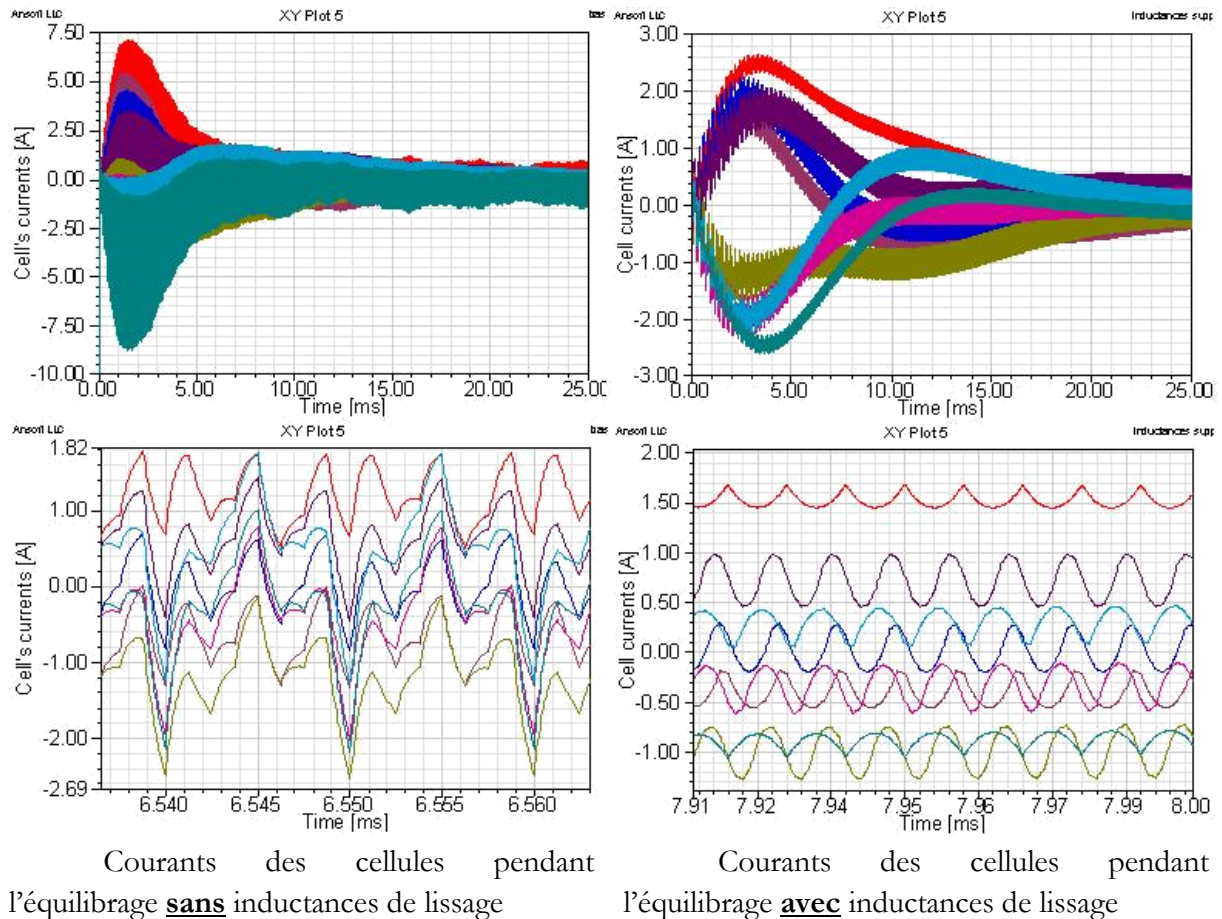 Ansoft LLC XY Plot 5 bas
7.50
5.00
2.50
0.00
-2.50
-5.00
-7.50
-10.00
Cell's currents [A]
0.00 5.00 10.00 15.00 20.00 25.00
Time [ms]
Ansoft LLC XY Plot 5 Inductances supp
3.00
2.00
1.00
0.00
-1.00
-2.00
-3.00
Cell currents [A]
0.00 5.00 10.00 15.00 20.00 25.00
Time [ms]
Ansoft LLC XY Plot 5 bas
1.82
1.00
0.00
-1.00
-2.00
-2.69
Cell's currents [A]
6.540 6.545 6.550 6.555 6.560
Time [ms]
Ansoft LLC XY Plot 5 Inductances supp
2.00
1.50
1.00
0.50
0.00
-0.50
-1.00
Cell currents [A]
7.91 7.92 7.94 7.95 7.96 7.97 7.99 8.00
Time [ms]
Courants des cellules pendant
l'équilibrage sans inductances de lissage
Courants des cellules pendant
l'équilibrage avec inductances de lissage